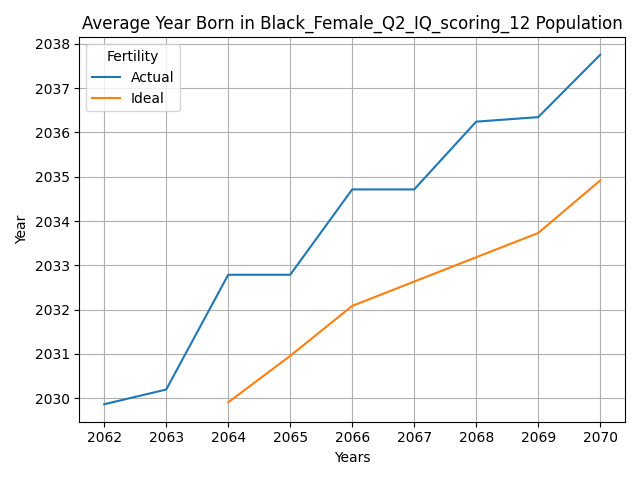 Average Year Born in Black_Female_Q2_IQ_scoring_12 Population
Fertility
Actual
Ideal
2038
2037
2036
2035
2034
2033
2032
2031
2030
Year
2062 2063 2064 2065 2066 2067 2068 2069 2070
Years